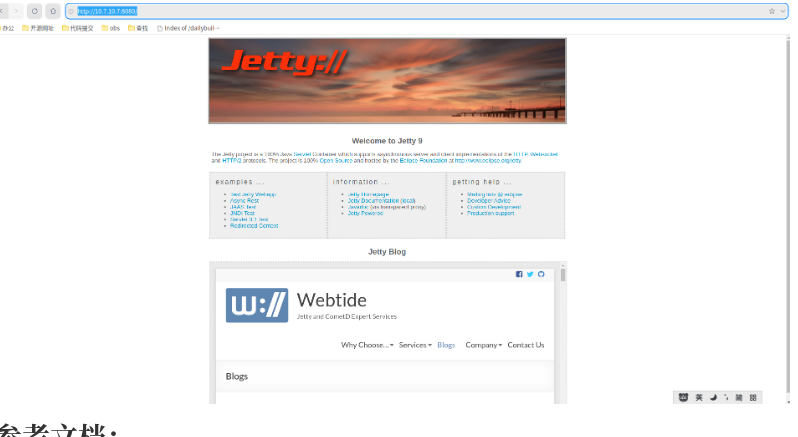 http://10.7.10.7:8080/
办公 开源网址 代码提交 obs 查找 Index of /dailybuil···
Jetty://
Welcome to Jetty 9
The Jetty project is a 100% Java Servlet Container which supports asynchronous server and client implementations of the HTTP, Websocket
and HTTP/2 protocols. The project is 100% Open Source and hosted by the Eclipse Foundation at http://www.eclipse.org/jetty.
examples ...
Test Jetty Webapp
Async Rest
JAAS Test
JNDI Test
Servlet 3.1 Test
Redirected Context
information ...
Jetty Homepage
Jetty Documentation (local)
Javadoc (via transparent proxy)
Jetty Powered
getting help ...
Mailing lists @ eclipse
Developer Advice
Custom Development
Production support
Jetty Blog
W://
Webtide
Jetty and CometD Expert Services
Why Choose... Services Blogs Company Contact Us
Blogs
英 简
参考文档：